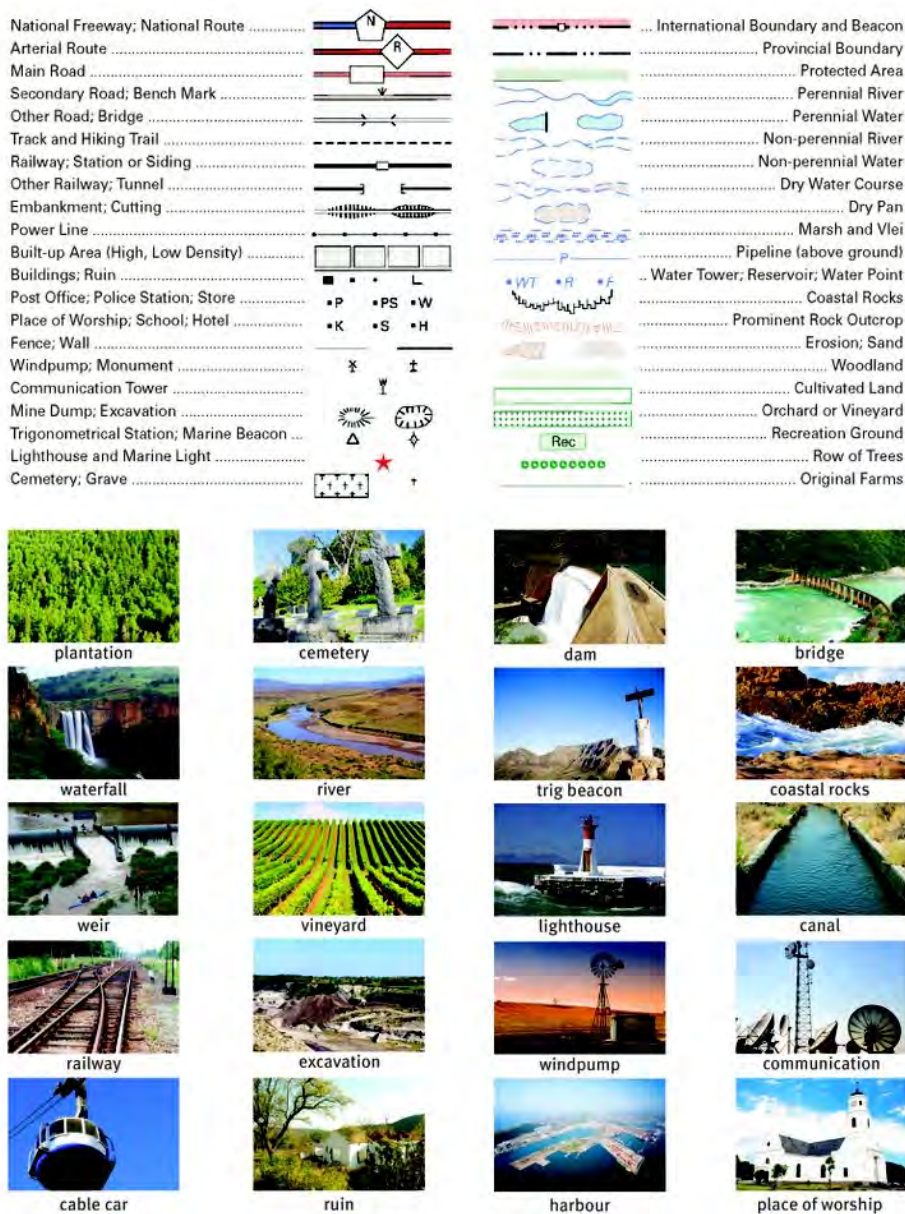 National Freeway; National Route
N
Arterial Route
R
Main Road
Secondary Road; Bench Mark
Other Road; Bridge
Track and Hiking Trail
Railway; Station or Siding
Other Railway; Tunnel
Embankment; Cutting
Power Line
Built-up Area (High, Low Density)
Buildings; Ruin
Post Office; Police Station; Store
P PS W
Place of Worship; School; Hotel
K S H
Fence; Wall
Windpump; Monument
Communication Tower
Mine Dump; Excavation
Trigonometrical Station; Marine Beacon
Lighthouse and Marine Light
Cemetery; Grave
International Boundary and Beacon
Provincial Boundary
Protected Area
Perennial River
Perennial Water
Non-perennial River
Non-perennial Water
Dry Water Course
Dry Pan
Marsh and Vlei
P Pipeline (above ground)
WT R F Water Tower; Reservoir; Water Point
Coastal Rocks
Prominent Rock Outcrop
Erosion; Sand
Woodland
Cultivated Land
Orchard or Vineyard
Rec Recreation Ground
Row of Trees
Original Farms
plantation cemetery dam bridge
waterfall river trig beacon coastal rocks
weir vineyard lighthouse canal
railway excavation windpump communication
cable car ruin harbour place of worship